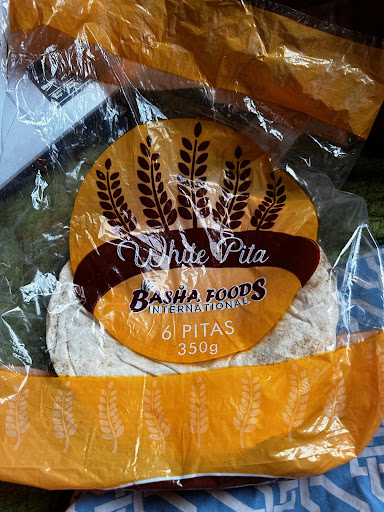 White Pita
BASHA FOODS
INTERNATIONAL
6 PITAS
350g